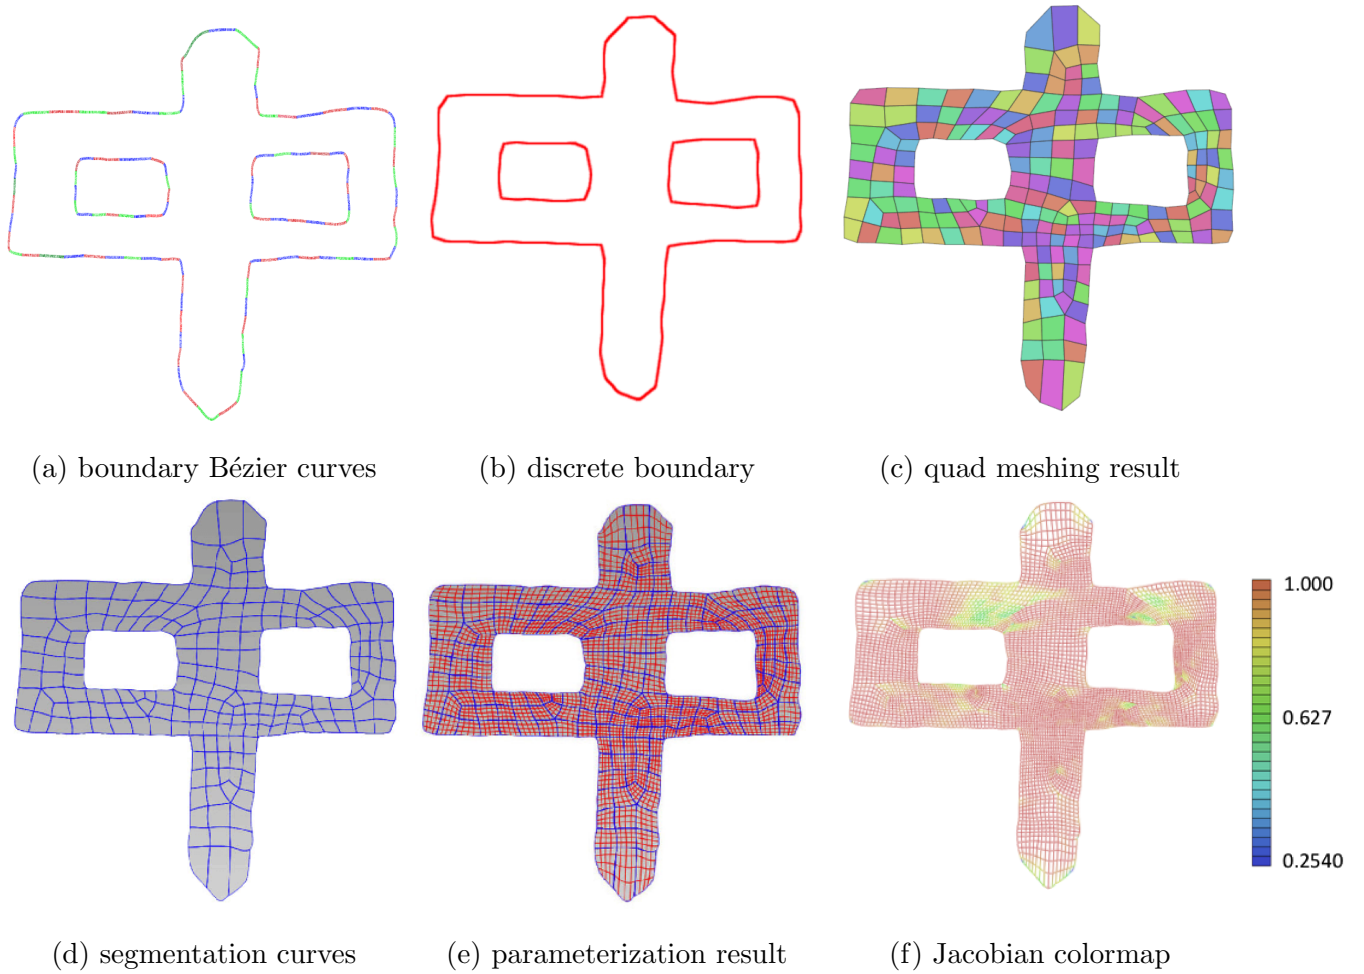 (a) boundary Bézier curves
(b) discrete boundary
(c) quad meshing result
1.000
0.627
0.2540
(d) segmentation curves
(e) parameterization result
(f) Jacobian colormap